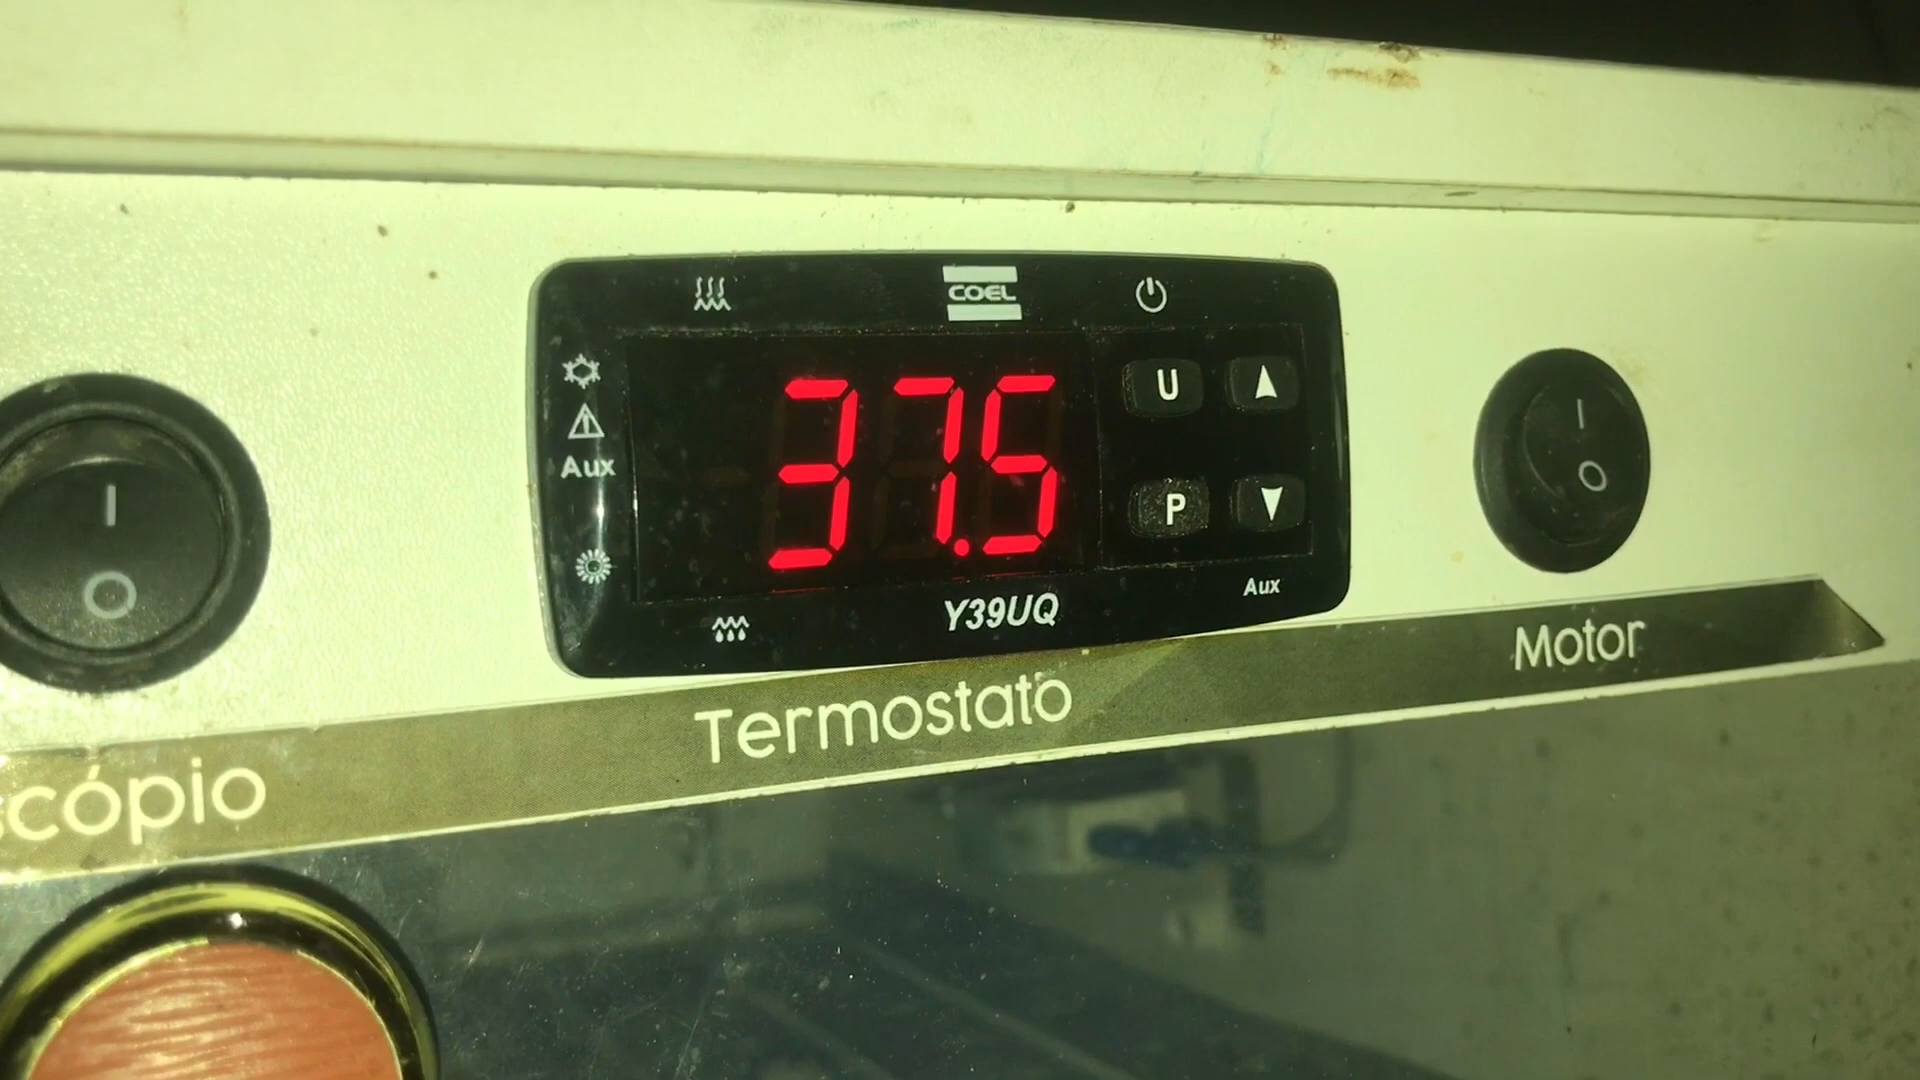 COEL
37.5
U
P
Aux
Aux
Y39UQ
I
O
I
O
scópio
Termostato
Motor